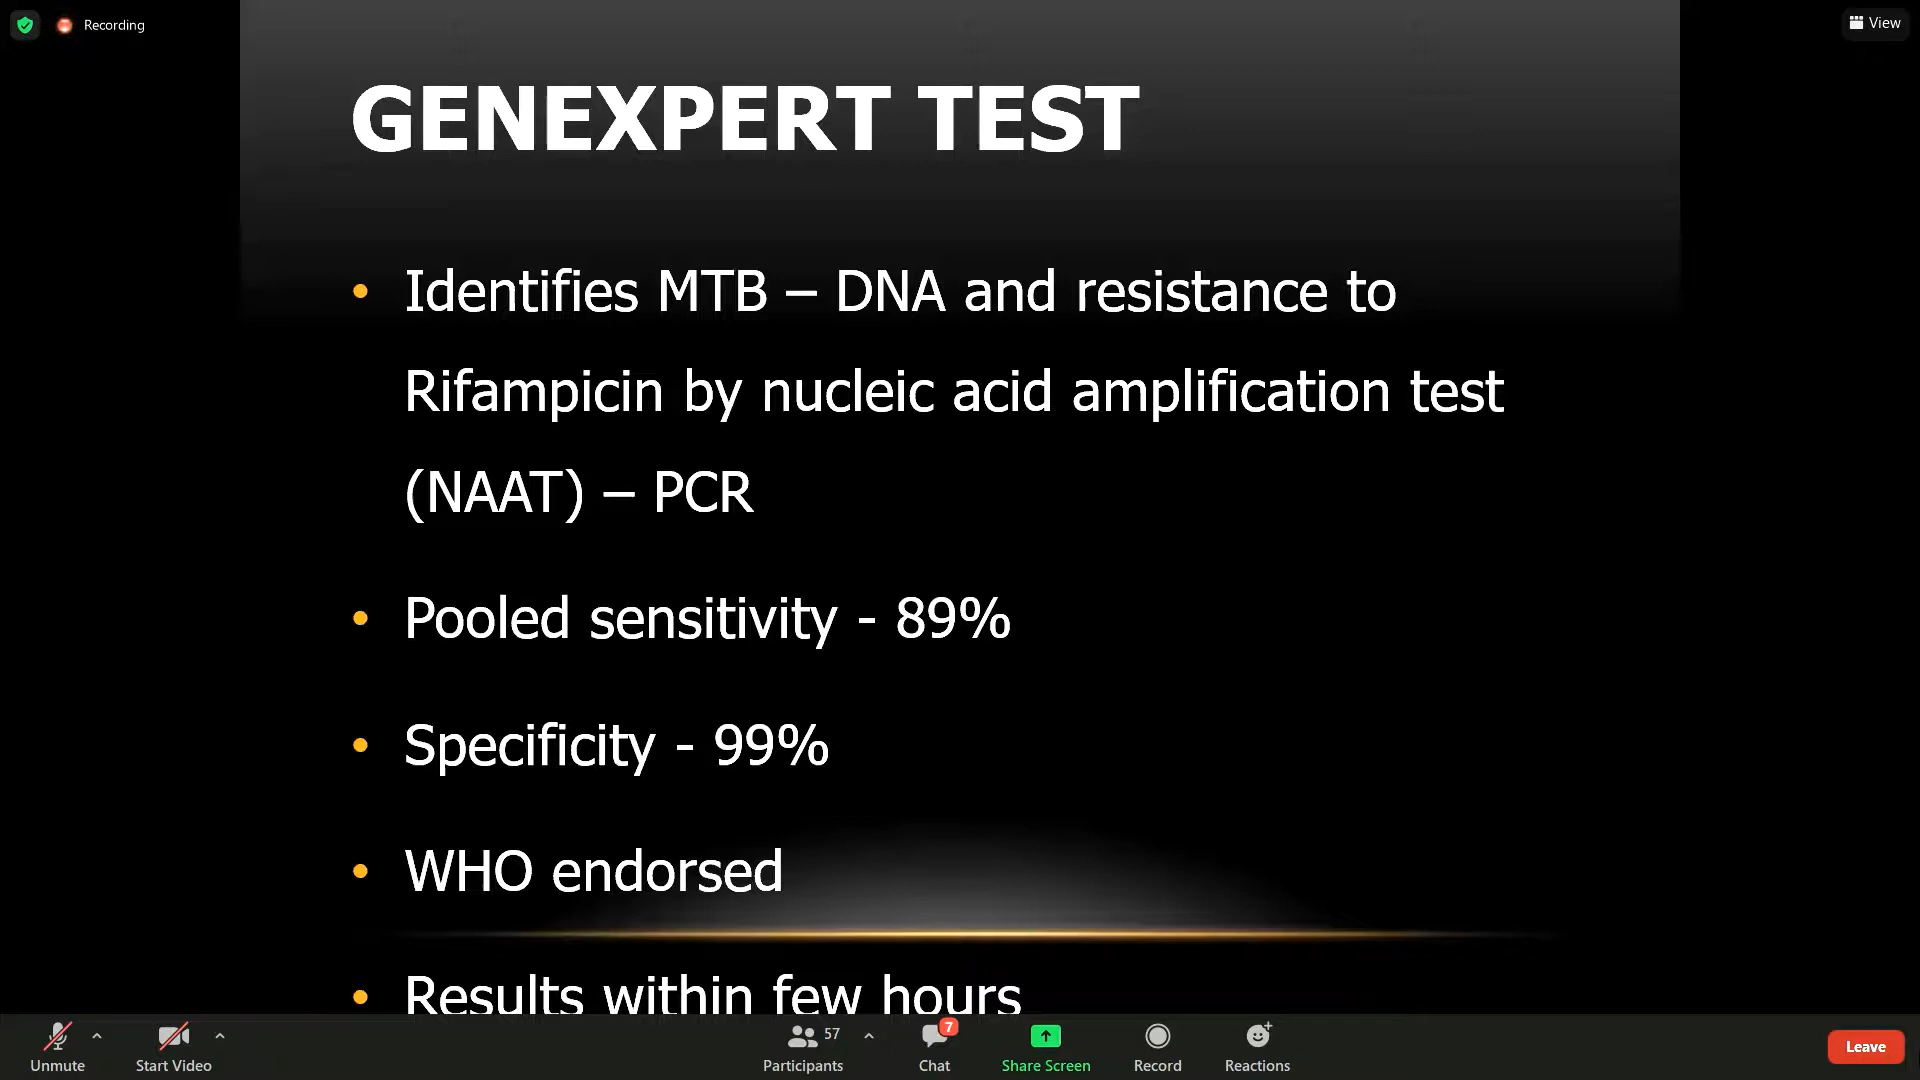 Recording
View
GENEXPERT TEST
• Identifies MTB – DNA and resistance to
Rifampicin by nucleic acid amplification test
(NAAT) – PCR
• Pooled sensitivity - 89%
• Specificity - 99%
• WHO endorsed
• Results within few hours
Unmute
Start Video
57
Participants
7
Chat
Share Screen
Record
Reactions
Leave